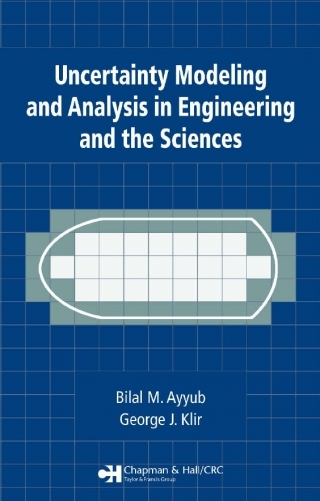 Uncertainty Modeling
and Analysis in Engineering
and the Sciences
Bilal M. Ayyub
George J. Klir
Chapman & Hall/CRC
Taylor & Francis Group